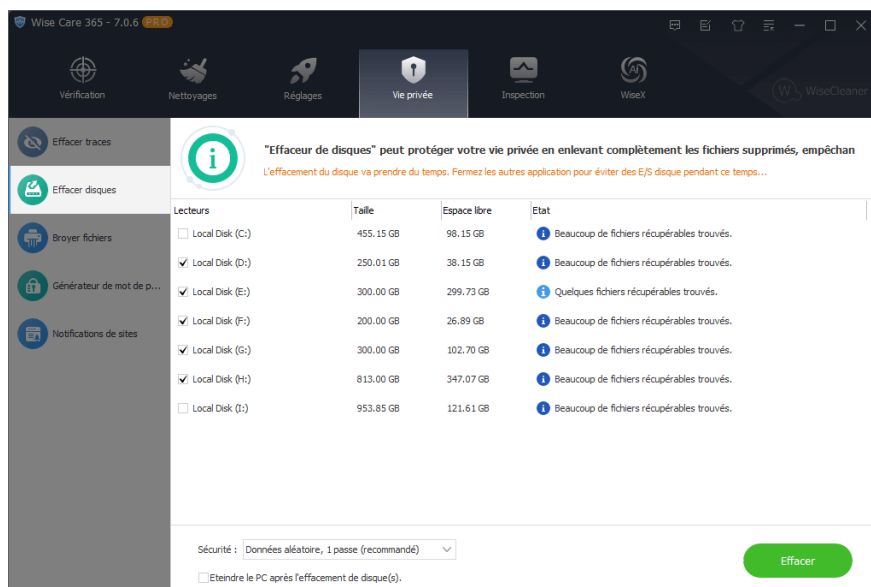 Wise Care 365 - 7.0.6 PRO
Vérification
Nettoyages
Réglages
Vie privée
Inspection
AI
WiseX
W WiseCleaner
Effacer traces
Effacer disques
Broyer fichiers
Générateur de mot de p...
Notifications de sites
"Effaceur de disques" peut protéger votre vie privée en enlevant complètement les fichiers supprimés, empêchan
L'effacement du disque va prendre du temps. Fermez les autres application pour éviter des E/S disque pendant ce temps...
Lecteurs Taille Espace libre Etat
Local Disk (C:) 455.15 GB 98.15 GB Beaucoup de fichiers récupérables trouvés.
Local Disk (D:) 250.01 GB 38.15 GB Beaucoup de fichiers récupérables trouvés.
Local Disk (E:) 300.00 GB 299.73 GB Quelques fichiers récupérables trouvés.
Local Disk (F:) 200.00 GB 26.89 GB Beaucoup de fichiers récupérables trouvés.
Local Disk (G:) 300.00 GB 102.70 GB Beaucoup de fichiers récupérables trouvés.
Local Disk (H:) 813.00 GB 347.07 GB Beaucoup de fichiers récupérables trouvés.
Local Disk (I:) 953.85 GB 121.61 GB Beaucoup de fichiers récupérables trouvés.
Sécurité : Données aléatoire, 1 passe (recommandé)
Effacer
Eteindre le PC après l'effacement de disque(s).